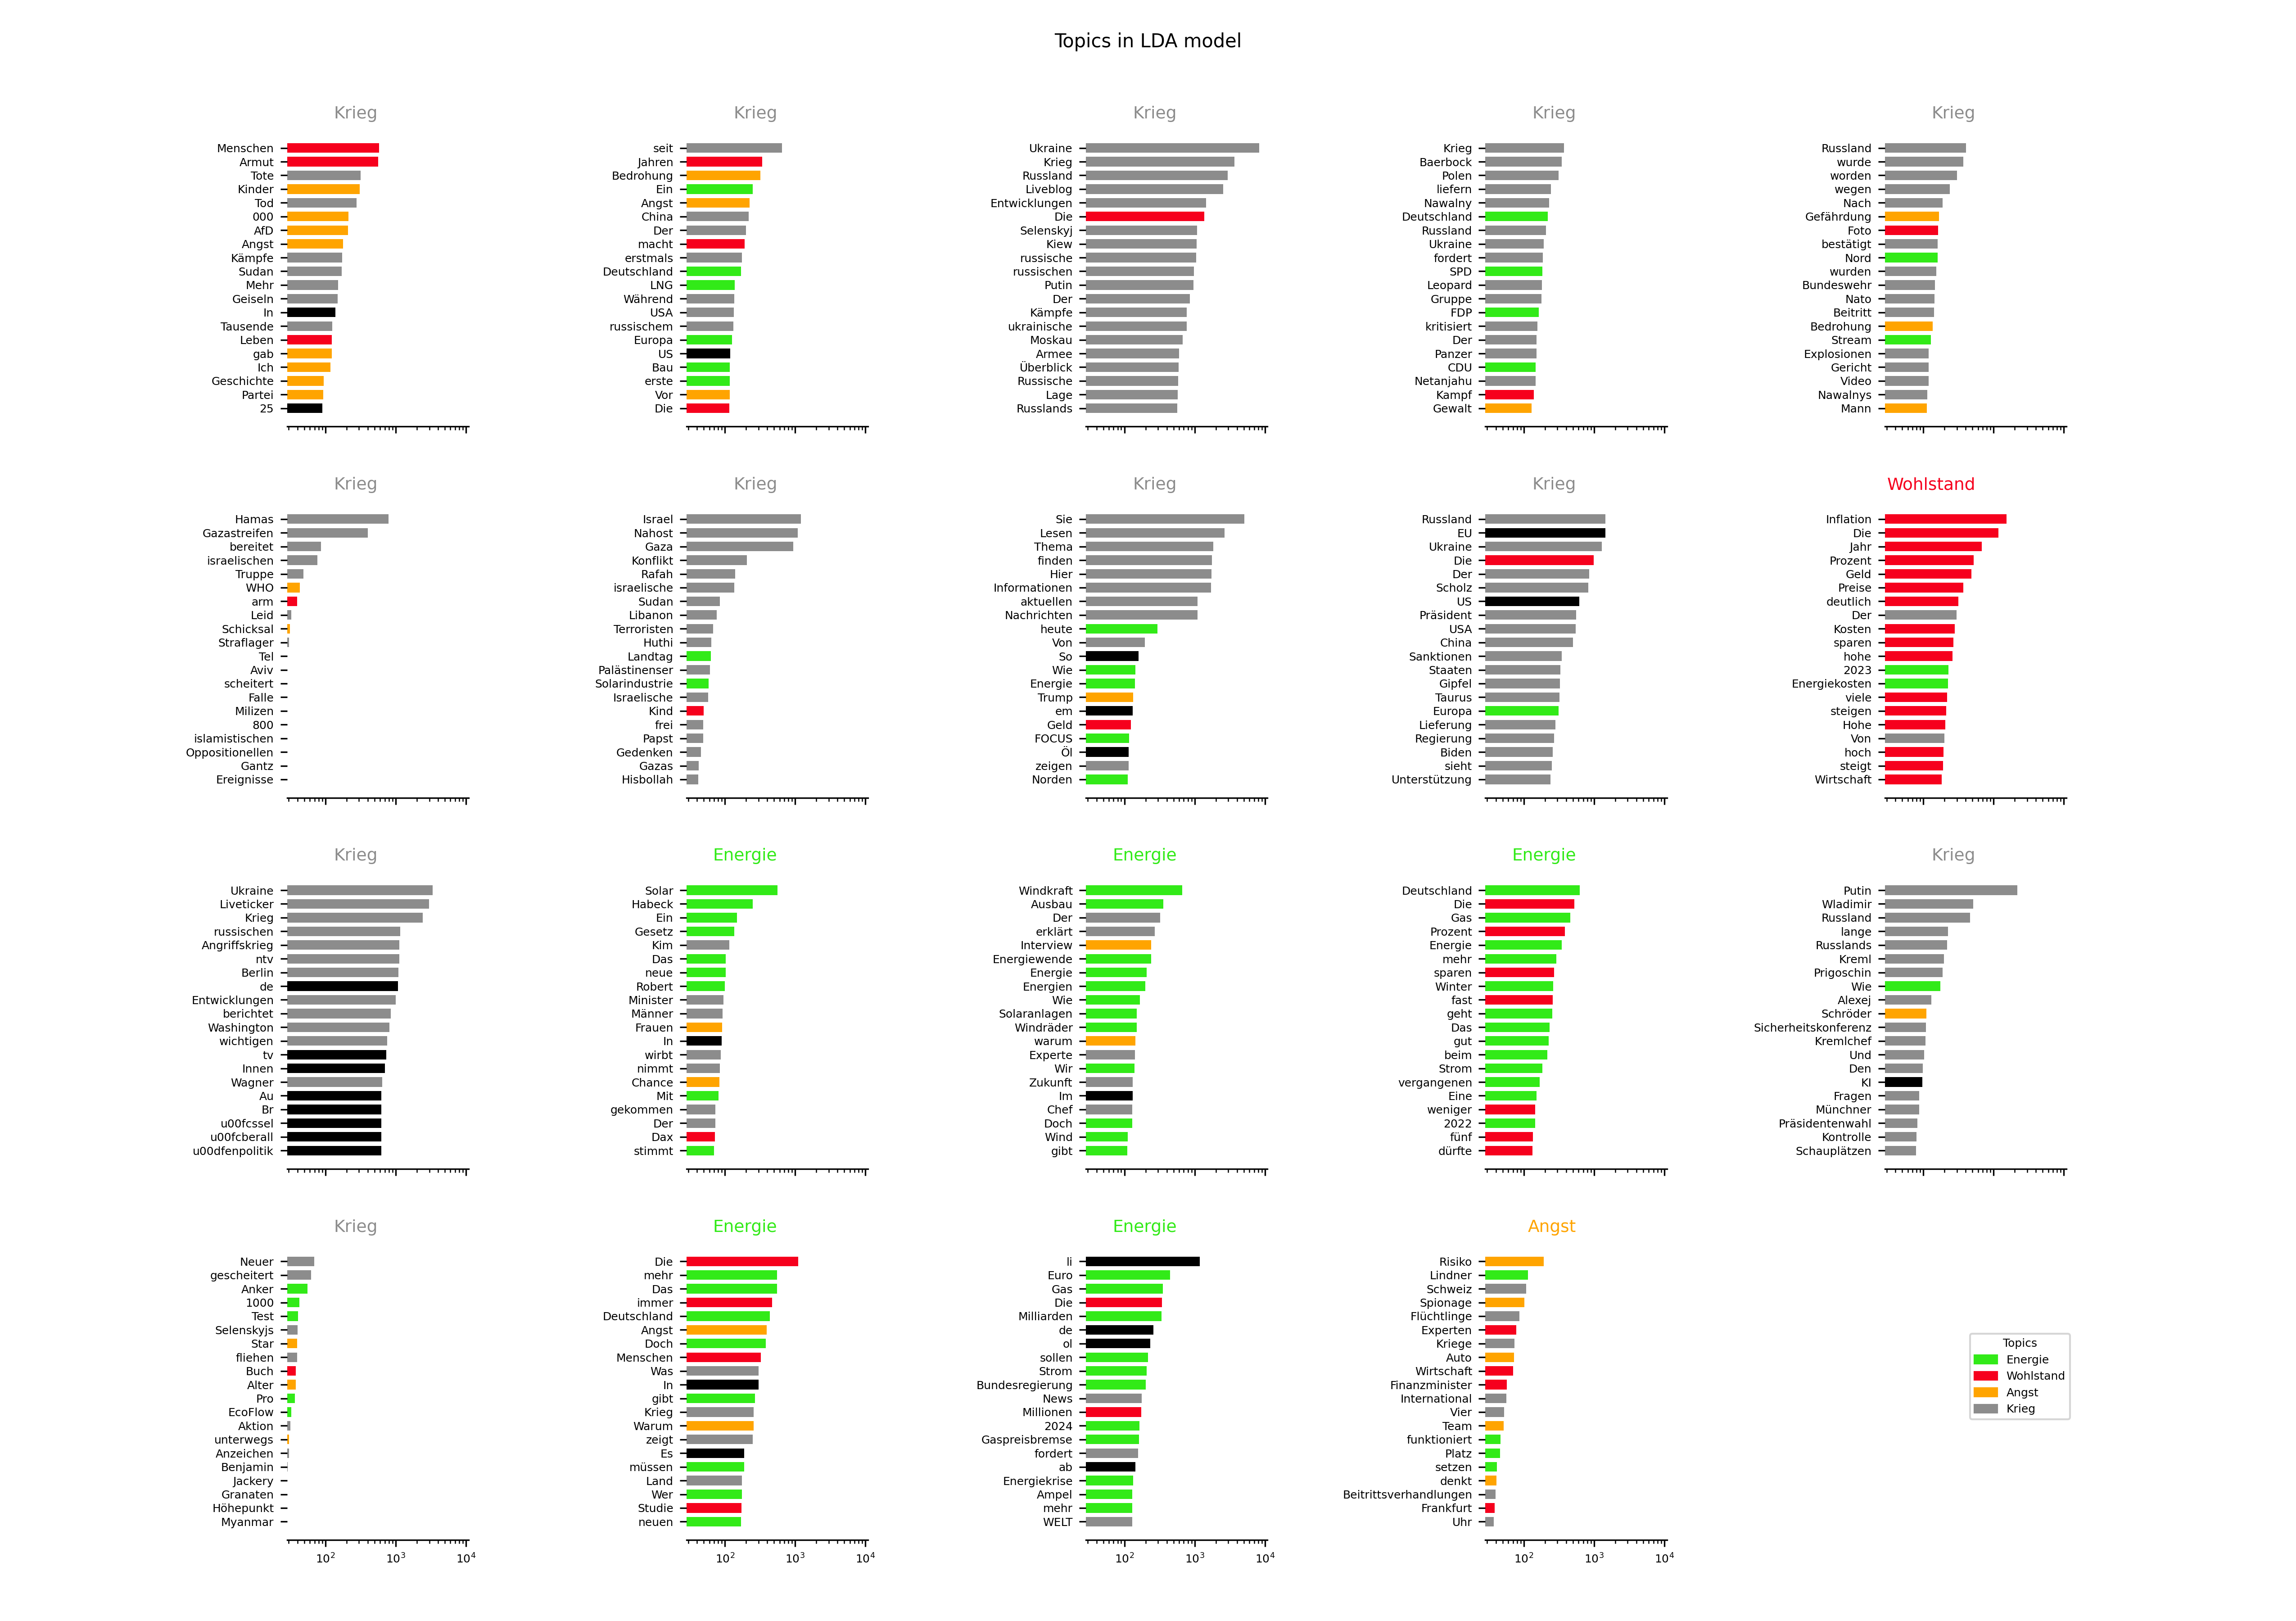 Topics in LDA model
Krieg
Menschen
Armut
Tote
Kinder
Tod
000
AfD
Angst
Kämpfe
Sudan
Mehr
Geiseln
In
Tausende
Leben
gab
Ich
Geschichte
Partei
25
Krieg
seit
Jahren
Bedrohung
Ein
Angst
China
Der
macht
erstmals
Deutschland
LNG
Während
USA
russischem
Europa
US
Bau
erste
Vor
Die
Krieg
Ukraine
Krieg
Russland
Liveblog
Entwicklungen
Die
Selenskyj
Kiew
russische
russischen
Putin
Der
Kämpfe
ukrainische
Moskau
Armee
Überblick
Russische
Lage
Russlands
Krieg
Krieg
Baerbock
Polen
liefern
Nawalny
Deutschland
Russland
Ukraine
fordert
SPD
Leopard
Gruppe
FDP
kritisiert
Der
Panzer
CDU
Netanjahu
Kampf
Gewalt
Krieg
Russland
wurde
worden
wegen
Nach
Gefährdung
Foto
bestätigt
Nord
wurden
Bundeswehr
Nato
Beitritt
Bedrohung
Stream
Explosionen
Gericht
Video
Nawalnys
Mann
Krieg
Hamas
Gazastreifen
bereitet
israelischen
Truppe
WHO
arm
Leid
Schicksal
Straflager
Tel
Aviv
scheitert
Falle
Milizen
800
islamistischen
Oppositionellen
Gantz
Ereignisse
Krieg
Israel
Nahost
Gaza
Konflikt
Rafah
israelische
Sudan
Libanon
Terroristen
Huthi
Landtag
Palästinenser
Solarindustrie
Israelische
Kind
frei
Papst
Gedenken
Gazas
Hisbollah
Krieg
Sie
Lesen
Thema
finden
Hier
Informationen
aktuellen
Nachrichten
heute
Von
So
Wie
Energie
Trump
em
Geld
FOCUS
Öl
zeigen
Norden
Krieg
Russland
EU
Ukraine
Die
Der
Scholz
US
Präsident
USA
China
Sanktionen
Staaten
Gipfel
Taurus
Europa
Lieferung
Regierung
Biden
sieht
Unterstützung
Wohlstand
Inflation
Die
Jahr
Prozent
Geld
Preise
deutlich
Der
Kosten
sparen
hohe
2023
Energiekosten
viele
steigen
Hohe
Von
hoch
steigt
Wirtschaft
Krieg
Ukraine
Liveticker
Krieg
russischen
Angriffskrieg
ntv
Berlin
de
Entwicklungen
berichtet
Washington
wichtigen
tv
Innen
Wagner
Au
Br
u00fcssel
u00fcberall
u00dfenpolitik
Energie
Solar
Habeck
Ein
Gesetz
Kim
Das
neue
Robert
Minister
Männer
Frauen
In
wirbt
nimmt
Chance
Mit
gekommen
Der
Dax
stimmt
Energie
Windkraft
Ausbau
Der
erklärt
Interview
Energiewende
Energie
Energien
Wie
Solaranlagen
Windräder
warum
Experte
Wir
Zukunft
Im
Chef
Doch
Wind
gibt
Energie
Deutschland
Die
Gas
Prozent
Energie
mehr
sparen
Winter
fast
geht
Das
gut
beim
Strom
vergangenen
Eine
weniger
2022
fünf
dürfte
Krieg
Putin
Wladimir
Russland
lange
Russlands
Kreml
Prigoschin
Wie
Alexej
Schröder
Sicherheitskonferenz
Kremlchef
Und
Den
KI
Fragen
Münchner
Präsidentenwahl
Kontrolle
Schauplätzen
Krieg
Neuer
gescheitert
Anker
1000
Test
Selenskyjs
Star
fliehen
Buch
Alter
Pro
EcoFlow
Aktion
unterwegs
Anzeichen
Benjamin
Jackery
Granaten
Höhepunkt
Myanmar
10² 10³ 10⁴
Energie
Die
mehr
Das
immer
Deutschland
Angst
Doch
Menschen
Was
In
gibt
Krieg
Warum
zeigt
Es
müssen
Land
Wer
Studie
neuen
10² 10³ 10⁴
Energie
li
Euro
Gas
Die
Milliarden
de
ol
sollen
Strom
Bundesregierung
News
Millionen
2024
Gaspreisbremse
fordert
ab
Energiekrise
Ampel
mehr
WELT
10² 10³ 10⁴
Angst
Risiko
Lindner
Schweiz
Spionage
Flüchtlinge
Experten
Kriege
Auto
Wirtschaft
Finanzminister
International
Vier
Team
funktioniert
Platz
setzen
denkt
Beitrittsverhandlungen
Frankfurt
Uhr
10² 10³ 10⁴
Topics
Energie
Wohlstand
Angst
Krieg